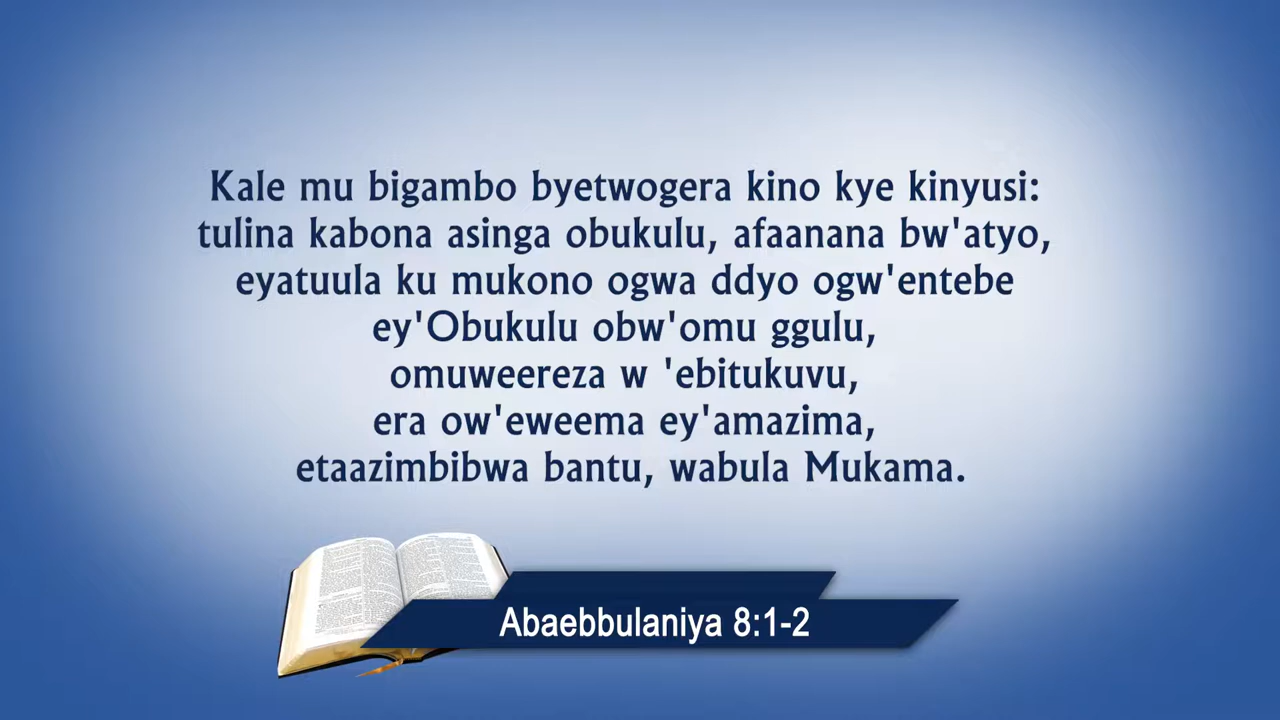 Kale mu bigambo byetwogera kino kye kinyusi:
tulina kabona asinga obukulu, afaanana bw'atyo,
eyatuula ku mukono ogwa ddyo ogw'entebe
ey'Obukulu obw'omu ggulu,
omuweereza w 'ebitukuvu,
era ow'eweema ey'amazima,
etaazimbibwa bantu, wabula Mukama.
Abaebbulaniya 8:1-2